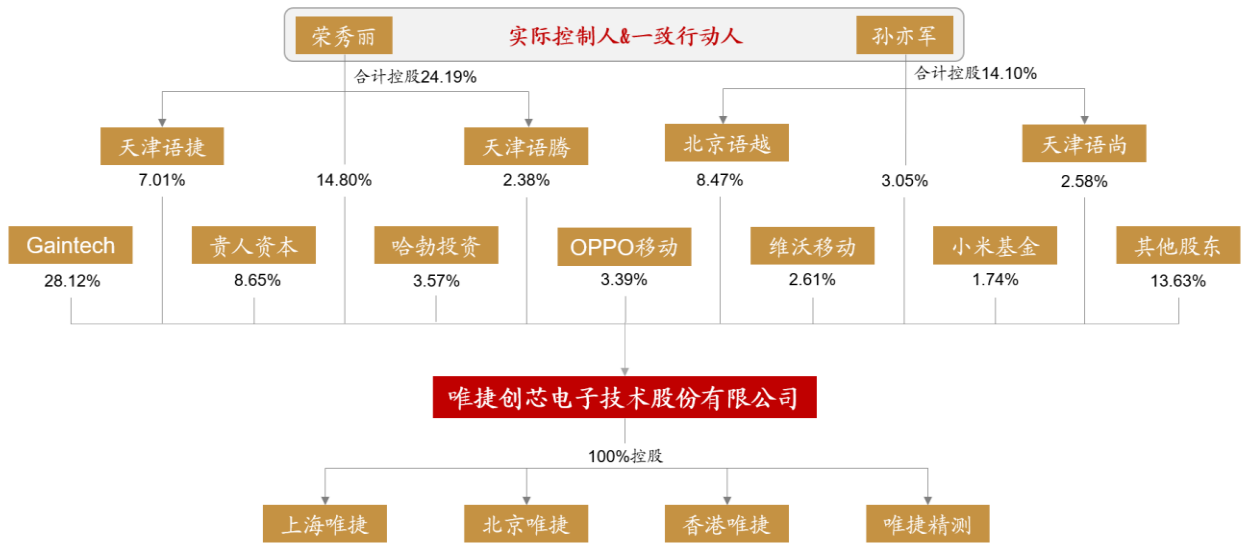 荣秀丽 实际控制人&一致行动人 孙亦军
合计控股24.19% 合计控股14.10%
天津语捷 天津语腾 北京语越 天津语尚
7.01% 14.80% 2.38% 8.47% 3.05% 2.58%
Gaintech 贵人资本 哈勃投资 OPPO移动 维沃移动 小米基金 其他股东
28.12% 8.65% 3.57% 3.39% 2.61% 1.74% 13.63%
唯捷创芯电子技术股份有限公司
100%控股
上海唯捷 北京唯捷 香港唯捷 唯捷精测